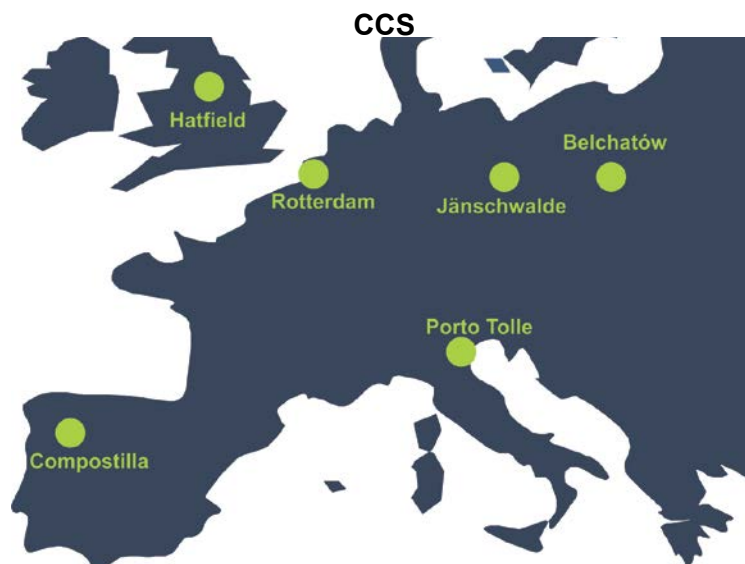 CCS
Hatfield
Belchatów
Rotterdam
Jänschwalde
Porto Tolle
Compostilla